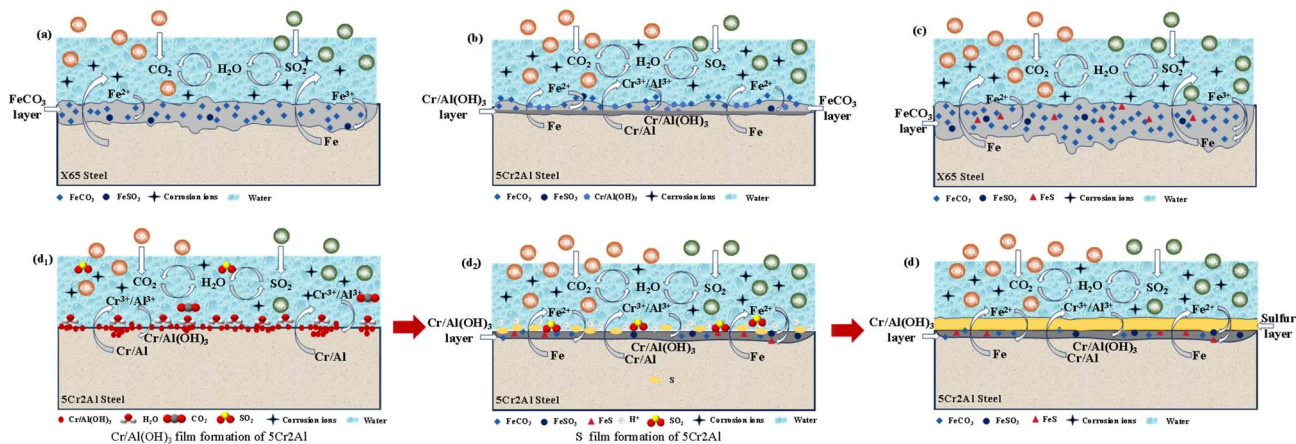 (a)
CO₂
H₂O
SO₂
Fe²⁺
Fe³⁺
FeCO₃
layer
Fe
Fe
X65 Steel
FeCO₃ FeSO₃ Corrosion ions Water
(b)
CO₂
H₂O
SO₂
Fe²⁺
Cr³⁺/Al³⁺
Fe²⁺
Cr/Al(OH)₃
layer
FeCO₃
layer
Fe
Cr/Al
Cr/Al(OH)₃
Fe
5Cr2Al Steel
FeCO₃ FeSO₃ Cr/Al(OH)₃ Corrosion ions Water
(c)
CO₂
H₂O
SO₂
Fe²⁺
Fe³⁺
FeCO₃
layer
Fe
Fe
X65 Steel
FeCO₃ FeSO₃ FeS Corrosion ions Water
(d₁)
CO₂
H₂O
SO₂
Cr³⁺/Al³⁺
Cr³⁺/Al³⁺
Cr/Al(OH)₃
Cr/Al
Cr/Al
5Cr2Al Steel
Cr/Al(OH)₃ H₂O CO₂ SO₂ Corrosion ions Water
Cr/Al(OH)₃ film formation of 5Cr2Al
(d₂)
CO₂
H₂O
SO₂
Fe²⁺
Cr³⁺/Al³⁺
Fe²⁺
Cr/Al(OH)₃
layer
Fe
Cr/Al(OH)₃
Cr/Al
Fe
S
5Cr2Al Steel
FeCO₃ FeSO₃ FeS H⁺ SO₂ Corrosion ions Water
S film formation of 5Cr2Al
(d)
CO₂
H₂O
SO₂
Fe²⁺
Cr³⁺/Al³⁺
Fe²⁺
Cr/Al(OH)₃
layer
Sulfur
layer
Fe
Cr/Al(OH)₃
Cr/Al
Fe
5Cr2Al Steel
FeCO₃ FeSO₃ FeS Corrosion ions Water